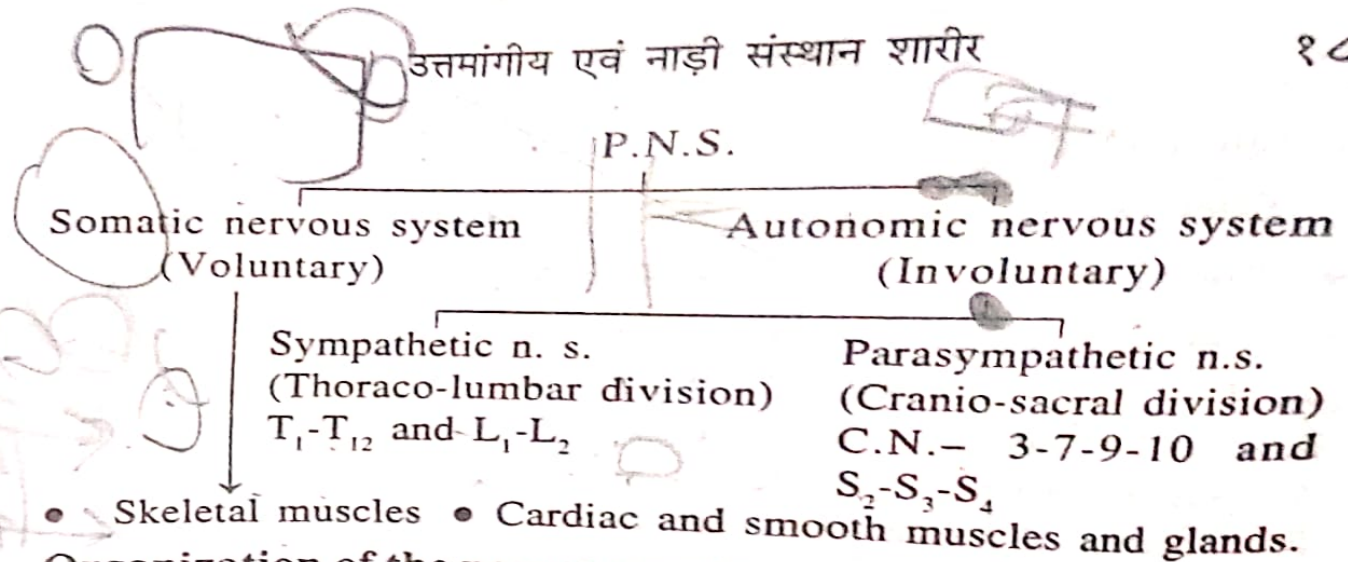 उत्तमांगीय एवं नाड़ी संस्थान शारीर
P.N.S.
Somatic nervous system
(Voluntary)
Autonomic nervous system
(Involuntary)
Sympathetic n. s.
(Thoraco-lumbar division)
T₁-T₁₂ and L₁-L₂
Parasympathetic n.s.
(Cranio-sacral division)
C.N.– 3-7-9-10 and
S₂-S₃-S₄
• Skeletal muscles • Cardiac and smooth muscles and glands.